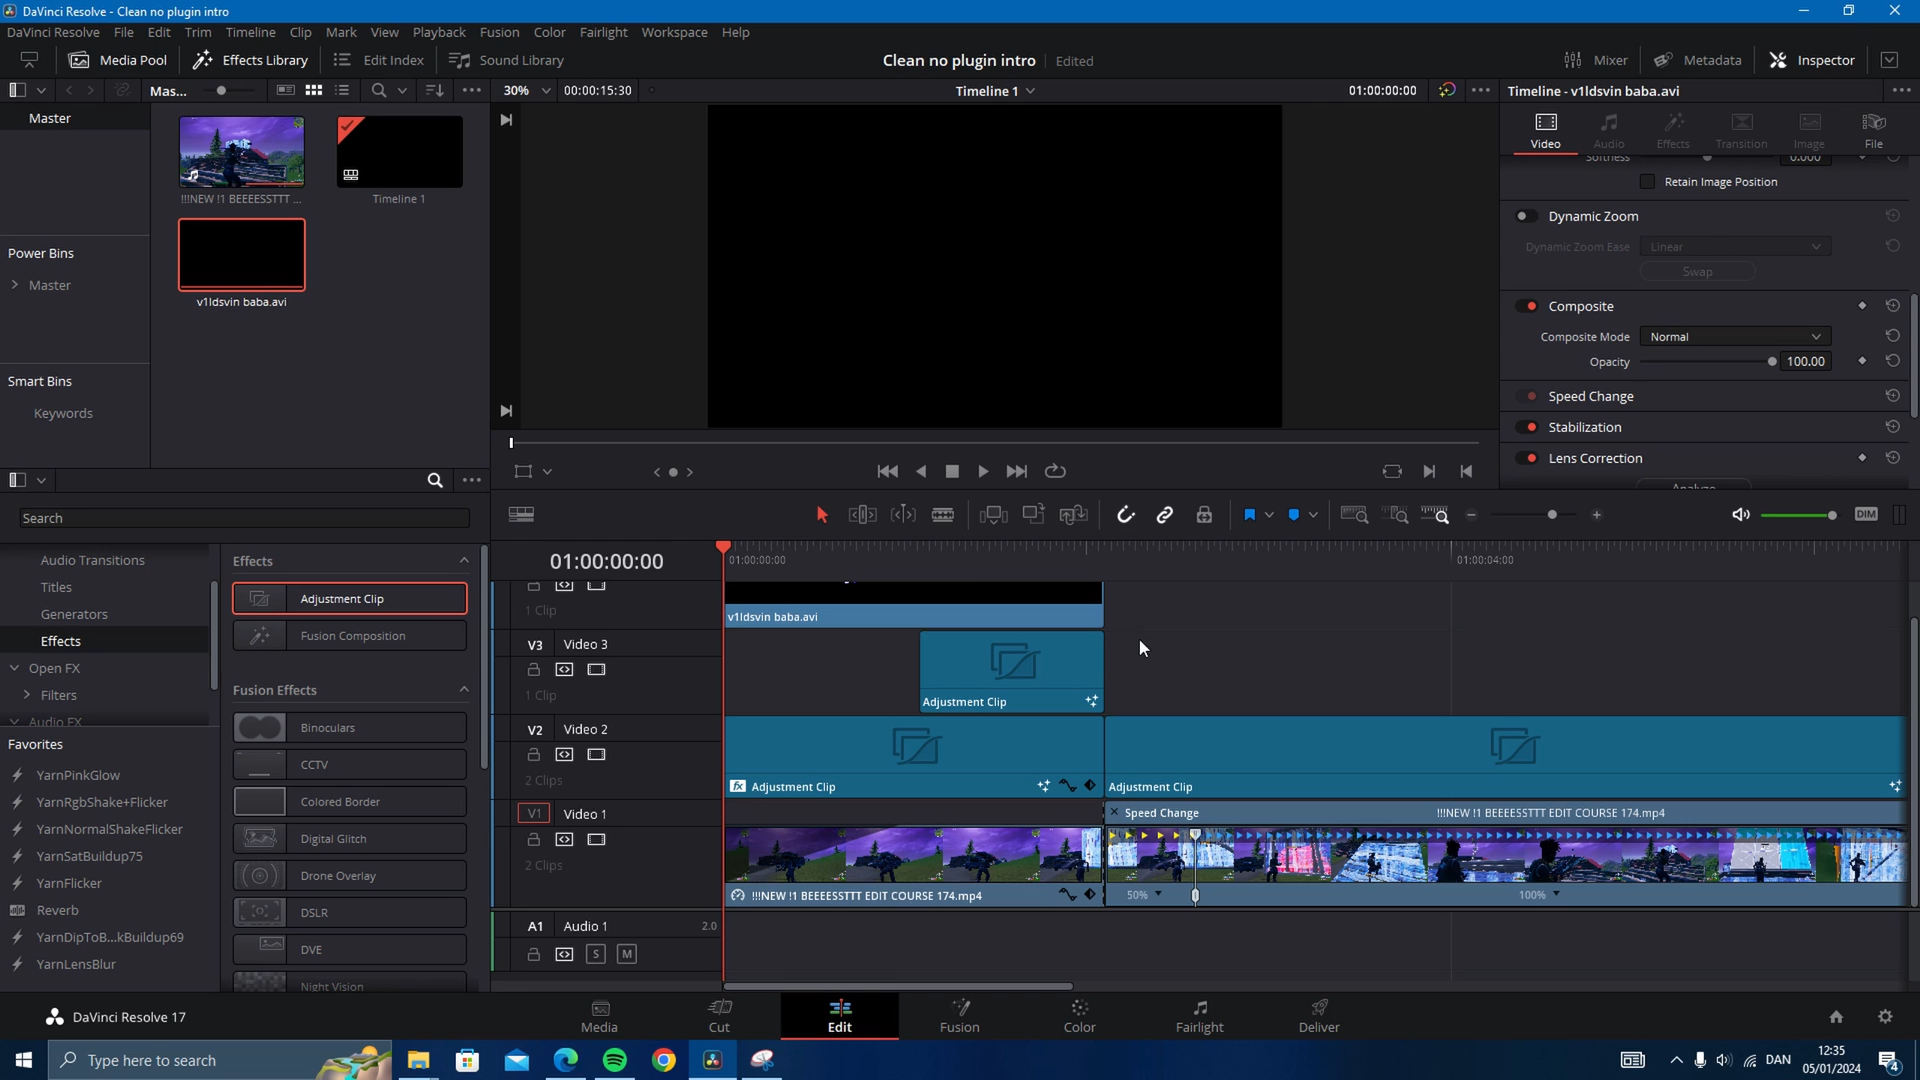 DaVinci Resolve - Clean no plugin intro
DaVinci Resolve File Edit Trim Timeline Clip Mark View Playback Fusion Color Fairlight Workspace Help
Media Pool Effects Library Edit Index Sound Library Clean no plugin intro Edited Mixer Metadata Inspector
Mas... 30% 00:00:15:30 Timeline 1 01:00:00:00 Timeline - v1ldsvin baba.avi
Master
!!!NEW !1 BEEEESSTTT ... Timeline 1
v1ldsvin baba.avi
Power Bins
Master
Smart Bins
Keywords
Video Audio Effects Transition Image File
Softness 0.000
Retain Image Position
Dynamic Zoom
Dynamic Zoom Ease Linear
Swap
Composite
Composite Mode Normal
Opacity 100.00
Speed Change
Stabilization
Lens Correction
Analyze
Search
DIM
Audio Transitions
Titles
Generators
Effects
Open FX
Filters
Audio FX
Favorites
YarnPinkGlow
YarnRgbShake+Flicker
YarnNormalShakeFlicker
YarnSatBuildup75
YarnFlicker
Reverb
YarnDipToB...kBuildup69
YarnLensBlur
Effects
Adjustment Clip
Fusion Composition
Fusion Effects
Binoculars
CCTV
Colored Border
Digital Glitch
Drone Overlay
DSLR
DVE
Night Vision
01:00:00:00 01:00:00:00 01:00:04:00
1 Clip v1ldsvin baba.avi
V3 Video 3
1 Clip Adjustment Clip
V2 Video 2
2 Clips fx Adjustment Clip Adjustment Clip
V1 Video 1 Speed Change !!!NEW !1 BEEEESSTTT EDIT COURSE 174.mp4
2 Clips
!!!NEW !1 BEEEESSTTT EDIT COURSE 174.mp4 50% 100%
A1 Audio 1 2.0
S M
DaVinci Resolve 17 Media Cut Edit Fusion Color Fairlight Deliver
Type here to search DAN 12:35
05/01/2024 4